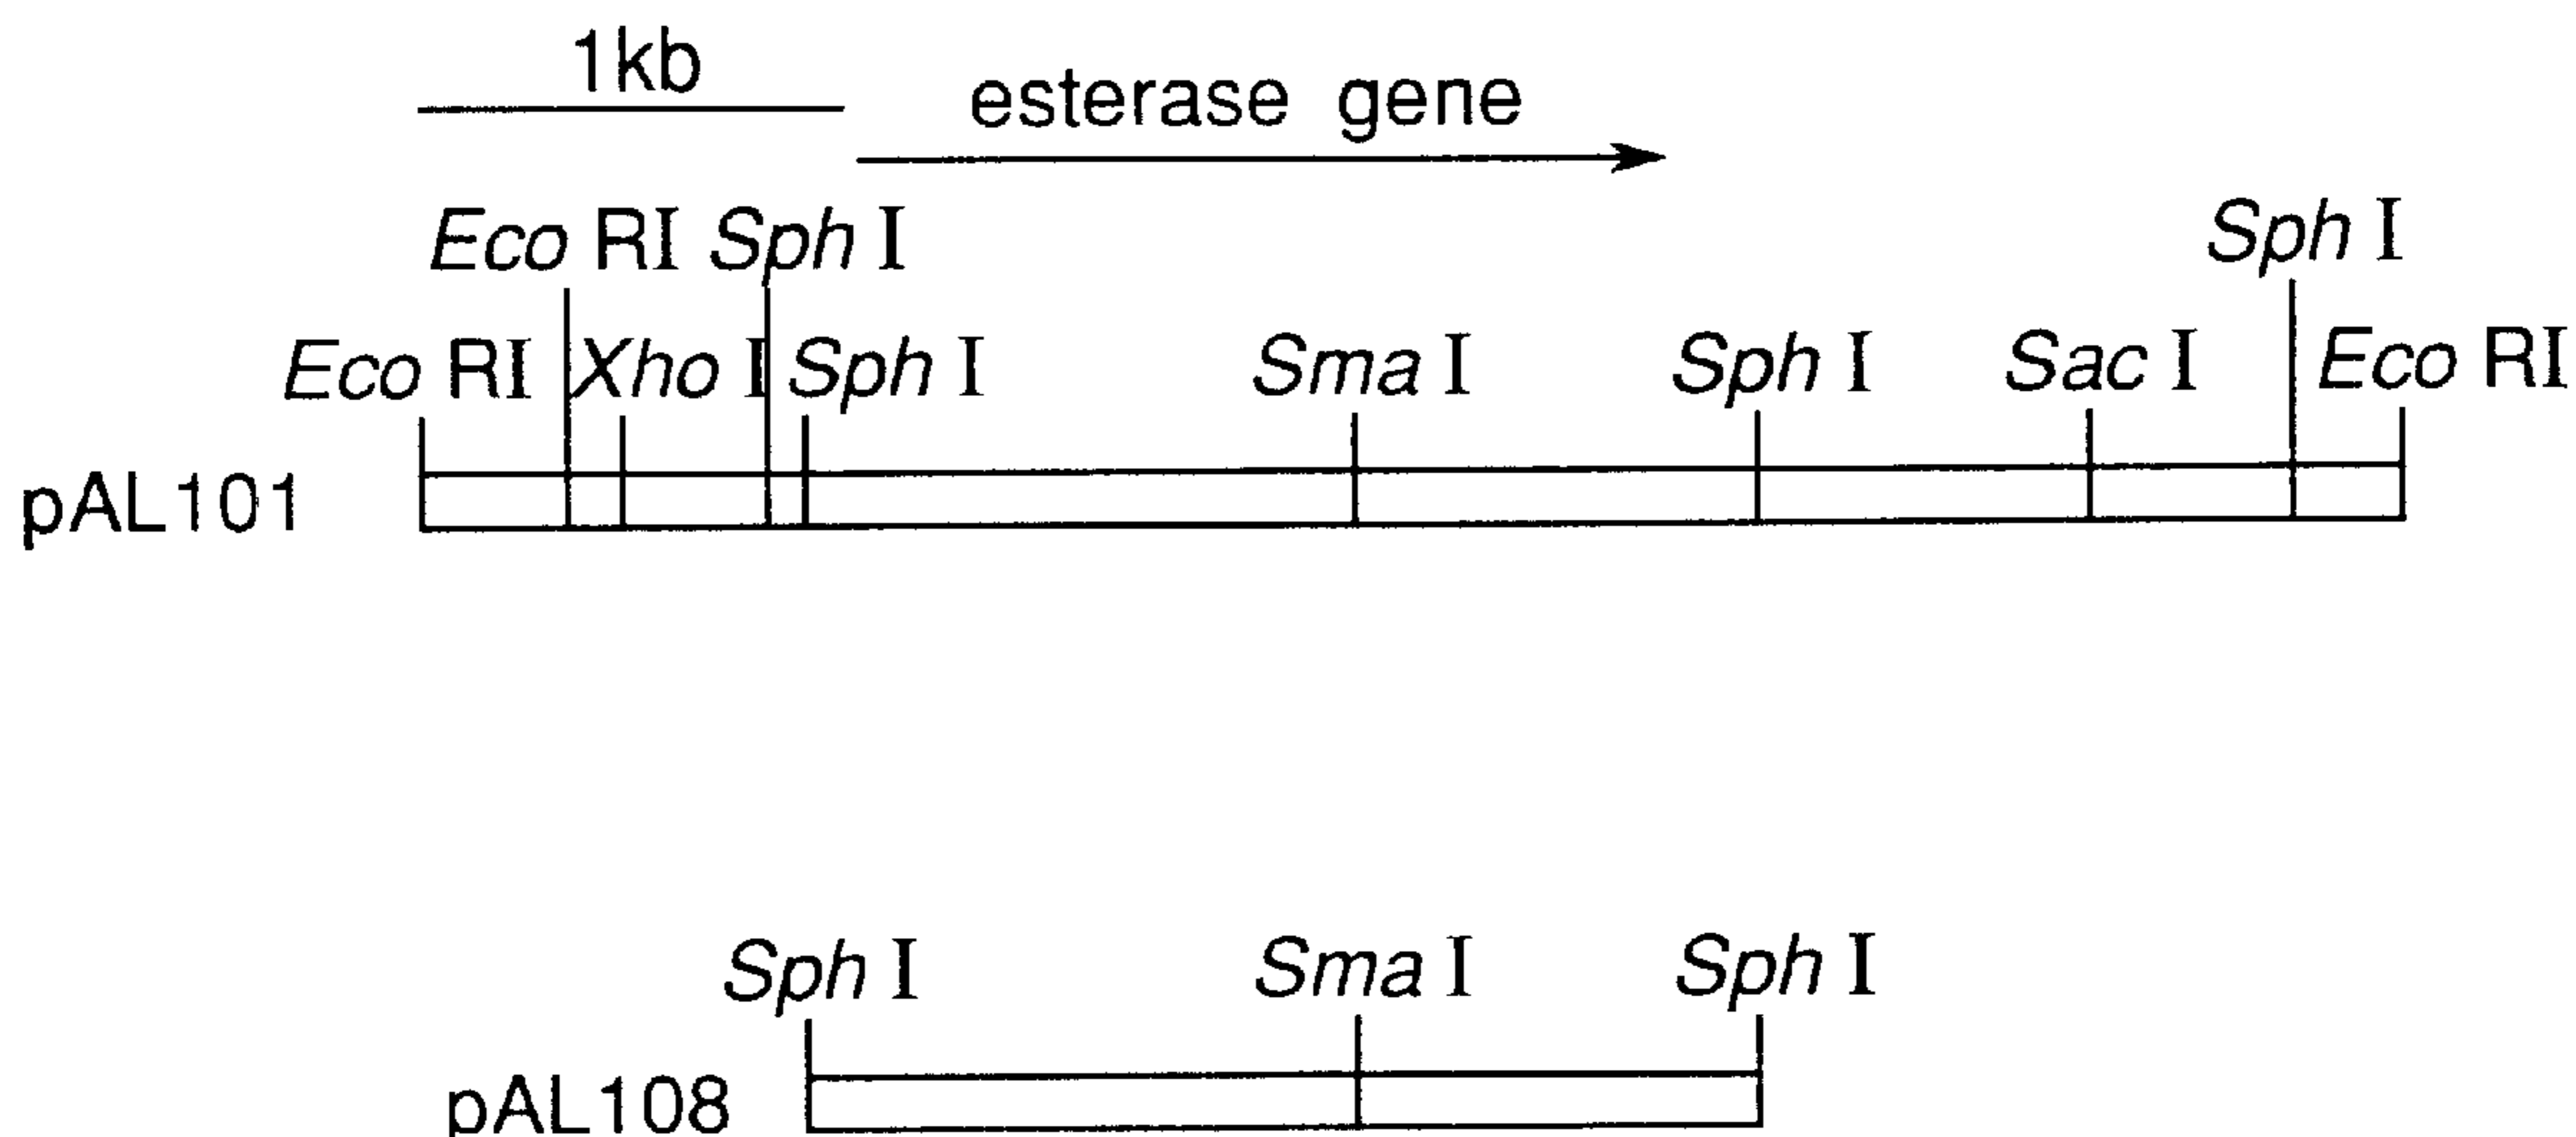 1kb
esterase gene
Eco RI Sph I Sph I
Eco RI Xho I Sph I Sma I Sph I Sac I Eco RI
pAL101
Sph I Sma I Sph I
pAL108